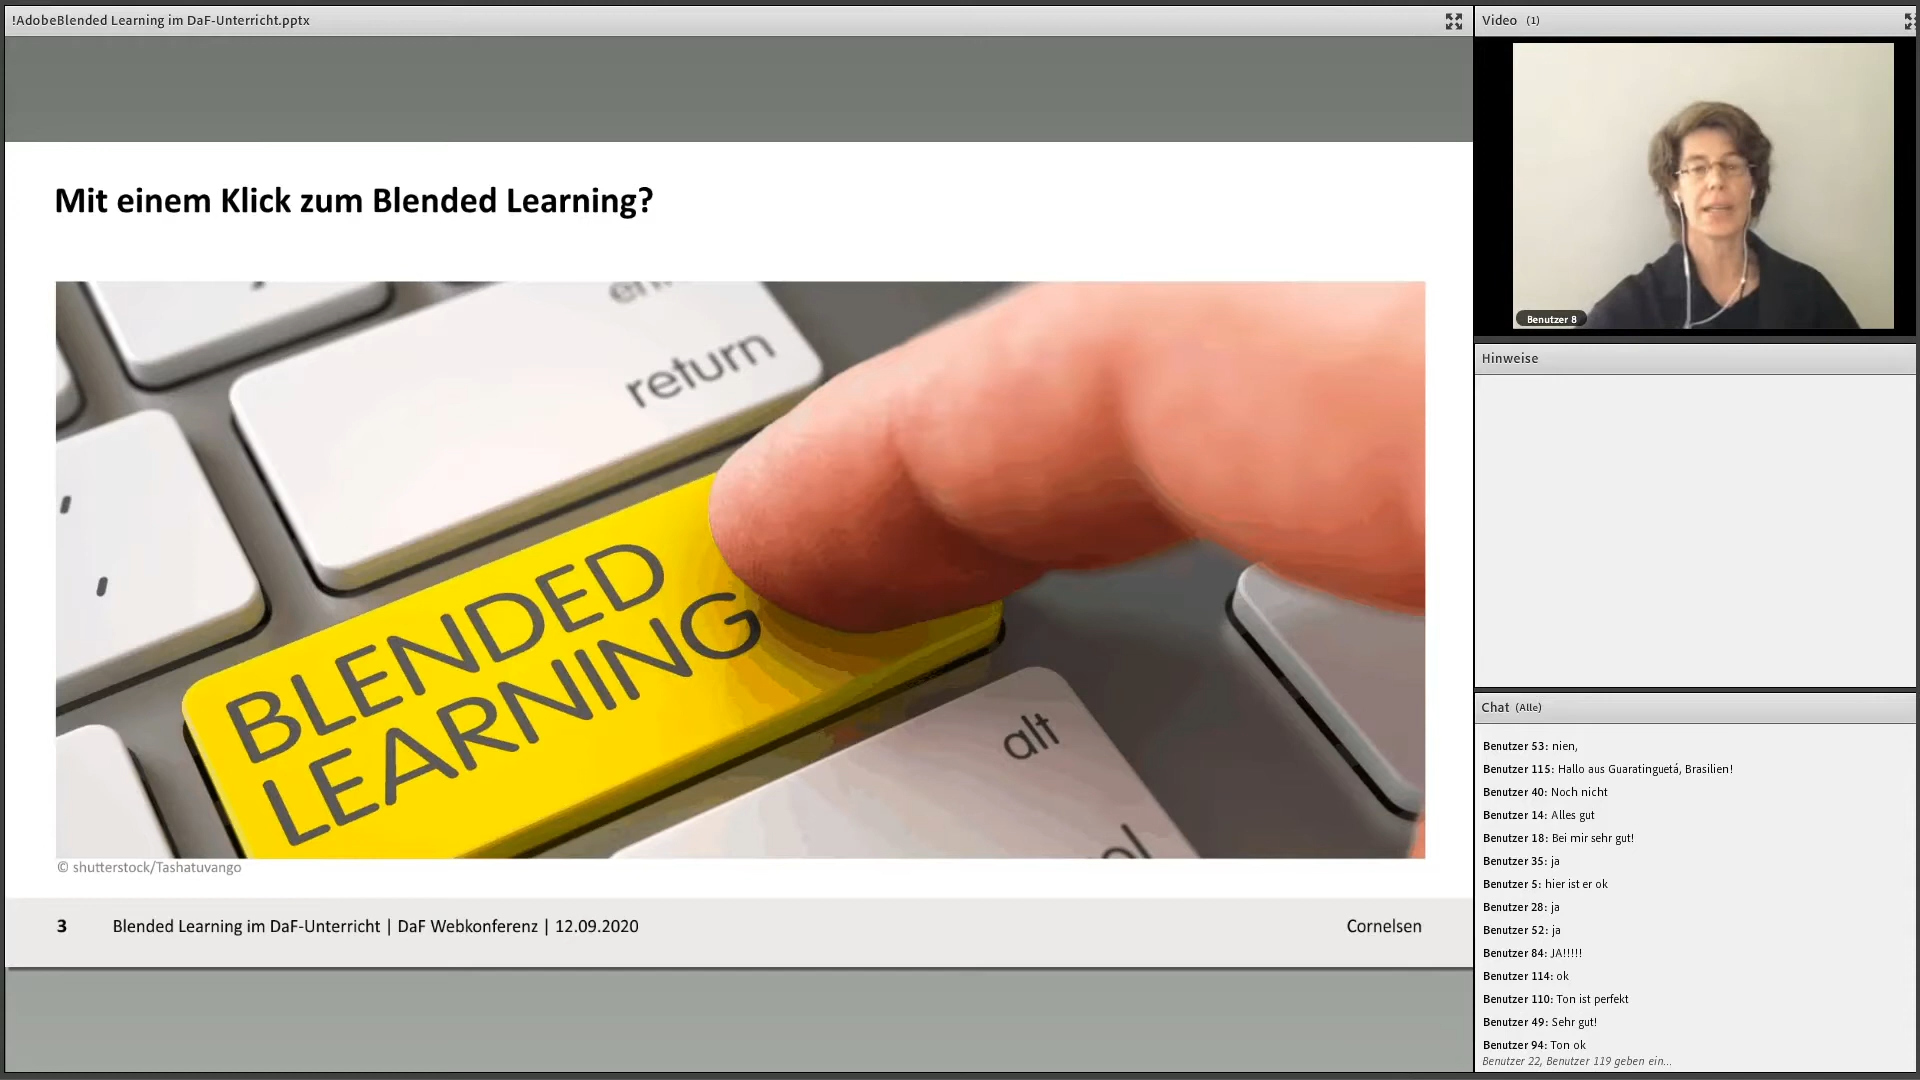 !AdobeBlended Learning im DaF-Unterricht.pptx
Mit einem Klick zum Blended Learning?
return
BLENDED
LEARNING
alt
© shutterstock/Tashatuvango
3 Blended Learning im DaF-Unterricht | DaF Webkonferenz | 12.09.2020 Cornelsen
Video (1)
Benutzer 8
Hinweise
Chat (Alle)
Benutzer 53: nien,
Benutzer 115: Hallo aus Guaratinguetá, Brasilien!
Benutzer 40: Noch nicht
Benutzer 14: Alles gut
Benutzer 18: Bei mir sehr gut!
Benutzer 35: ja
Benutzer 5: hier ist er ok
Benutzer 28: ja
Benutzer 52: ja
Benutzer 84: JA!!!!!
Benutzer 114: ok
Benutzer 110: Ton ist perfekt
Benutzer 49: Sehr gut!
Benutzer 94: Ton ok
Benutzer 22, Benutzer 119 geben ein...